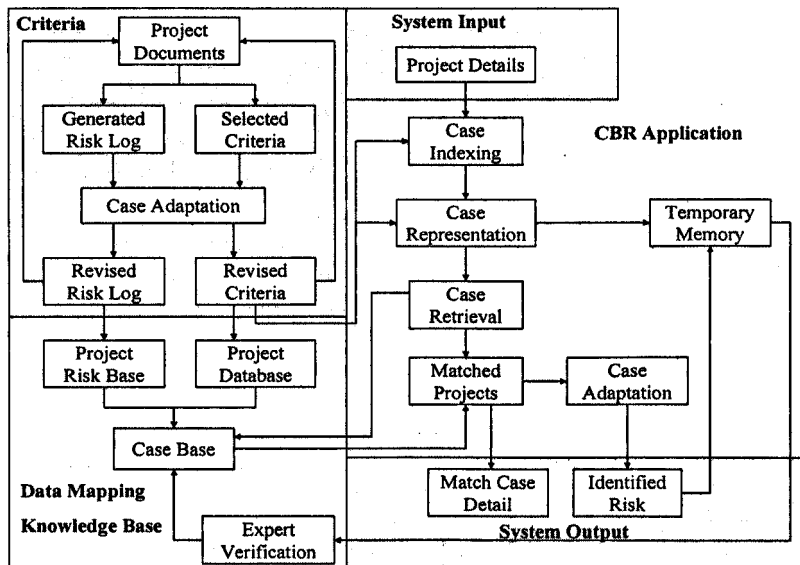 Criteria
Project
Documents
Generated
Risk Log
Selected
Criteria
Case Adaptation
Revised
Risk Log
Revised
Criteria
Project
Risk Base
Project
Database
Case Base
Data Mapping
Knowledge Base
Expert
Verification
System Input
Project Details
CBR Application
Case
Indexing
Case
Representation
Temporary
Memory
Case
Retrieval
Matched
Projects
Case
Adaptation
Match Case
Detail
Identified
Risk
System Output